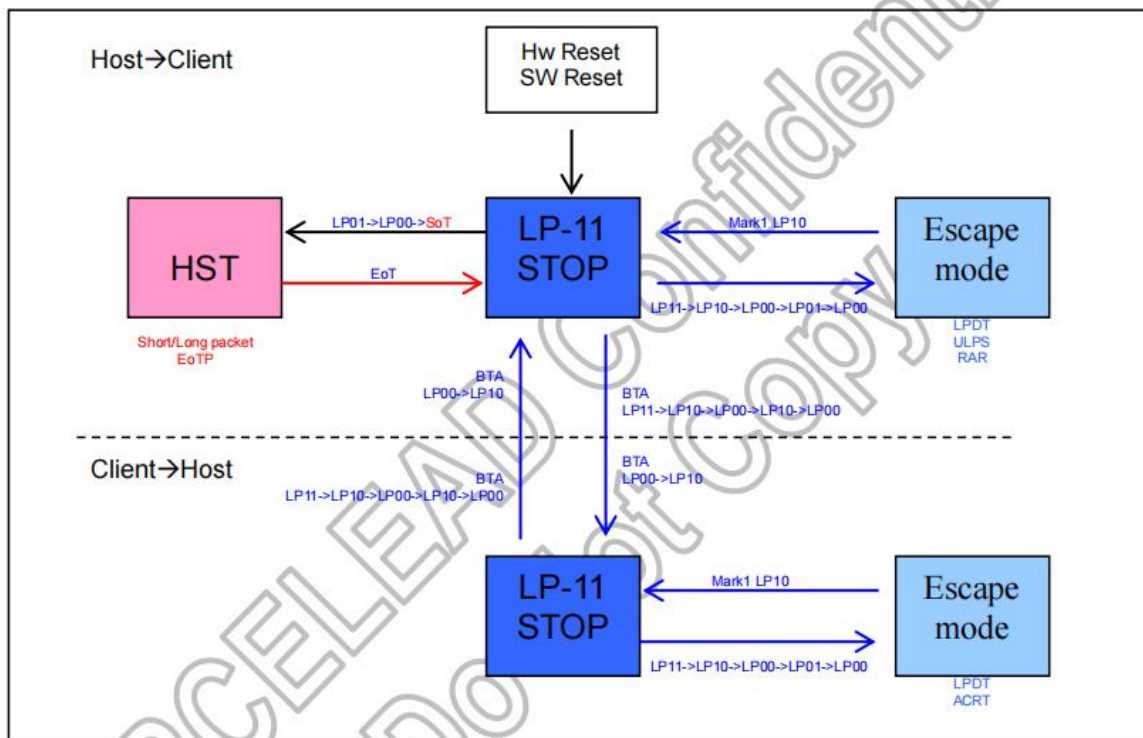 Host→Client
Hw Reset
SW Reset
HST
LP01->LP00->SoT
EoT
LP-11
STOP
Mark1 LP10
LP11->LP10->LP00->LP01->LP00
Escape
mode
Short/Long packet
EoTP
LPDT
ULPS
RAR
BTA
LP00->LP10
BTA
LP11->LP10->LP00->LP10->LP00
Client→Host
BTA
LP11->LP10->LP00->LP10->LP00
BTA
LP00->LP10
LP-11
STOP
Mark1 LP10
LP11->LP10->LP00->LP01->LP00
Escape
mode
LPDT
ACRT